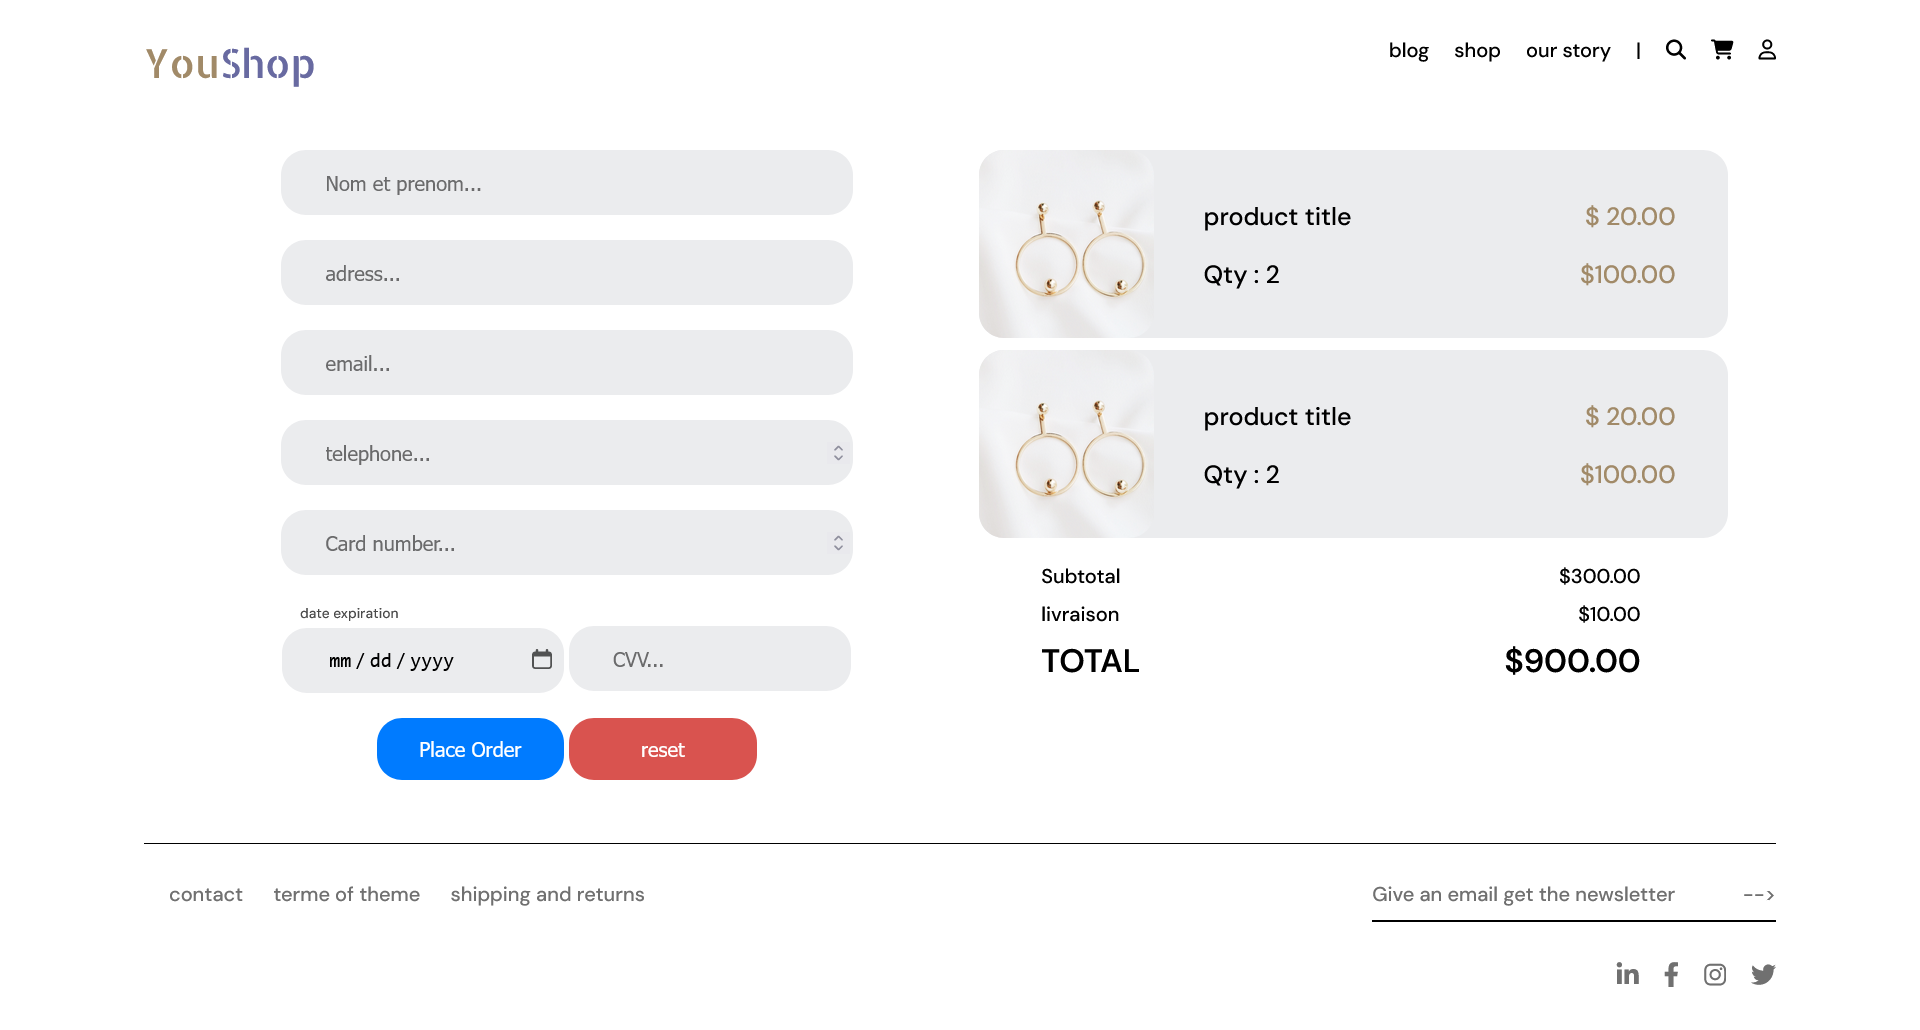 YouShop
blog shop our story |
Nom et prenom...
adress...
email...
telephone...
Card number...
date expiration
mm / dd / yyyy
CVV...
Place Order
reset
product title $ 20.00
Qty : 2 $100.00
product title $ 20.00
Qty : 2 $100.00
Subtotal $300.00
livraison $10.00
TOTAL $900.00
contact terme of theme shipping and returns
Give an email get the newsletter -->